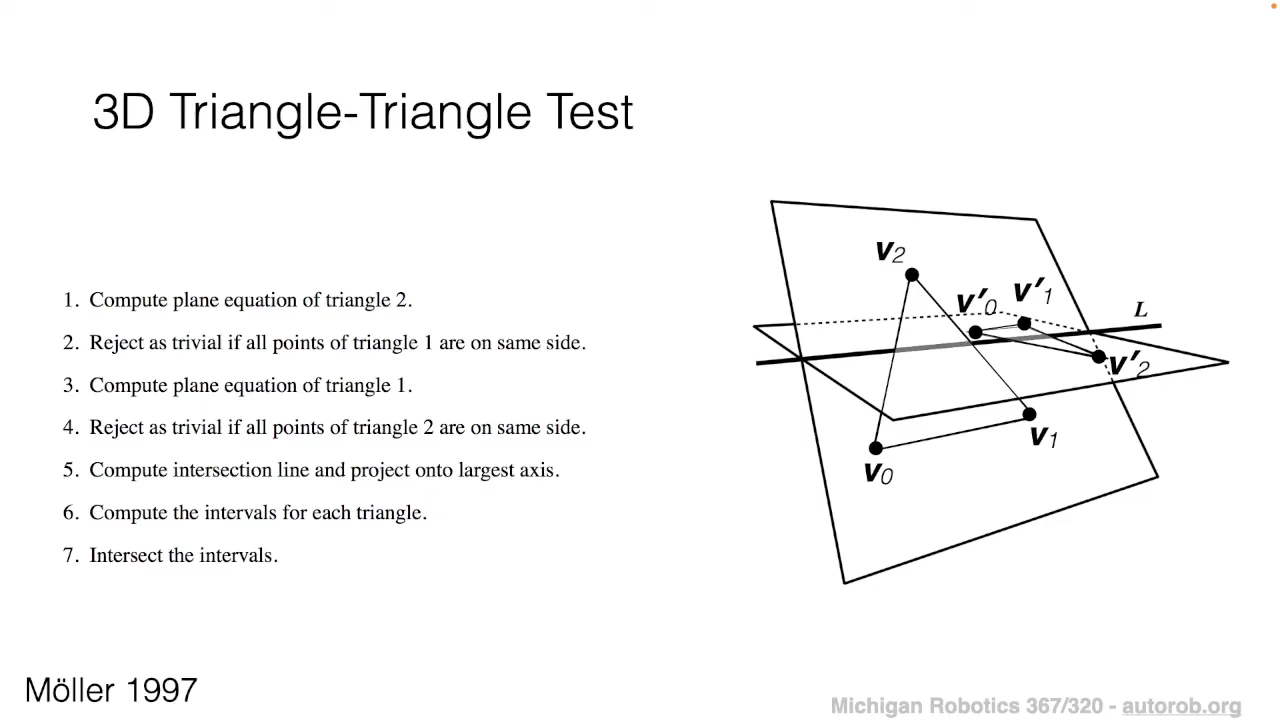 3D Triangle-Triangle Test
1. Compute plane equation of triangle 2.
2. Reject as trivial if all points of triangle 1 are on same side.
3. Compute plane equation of triangle 1.
4. Reject as trivial if all points of triangle 2 are on same side.
5. Compute intersection line and project onto largest axis.
6. Compute the intervals for each triangle.
7. Intersect the intervals.
v2
v'0
v'1
L
v'2
v1
v0
Möller 1997
Michigan Robotics 367/320 - autorob.org